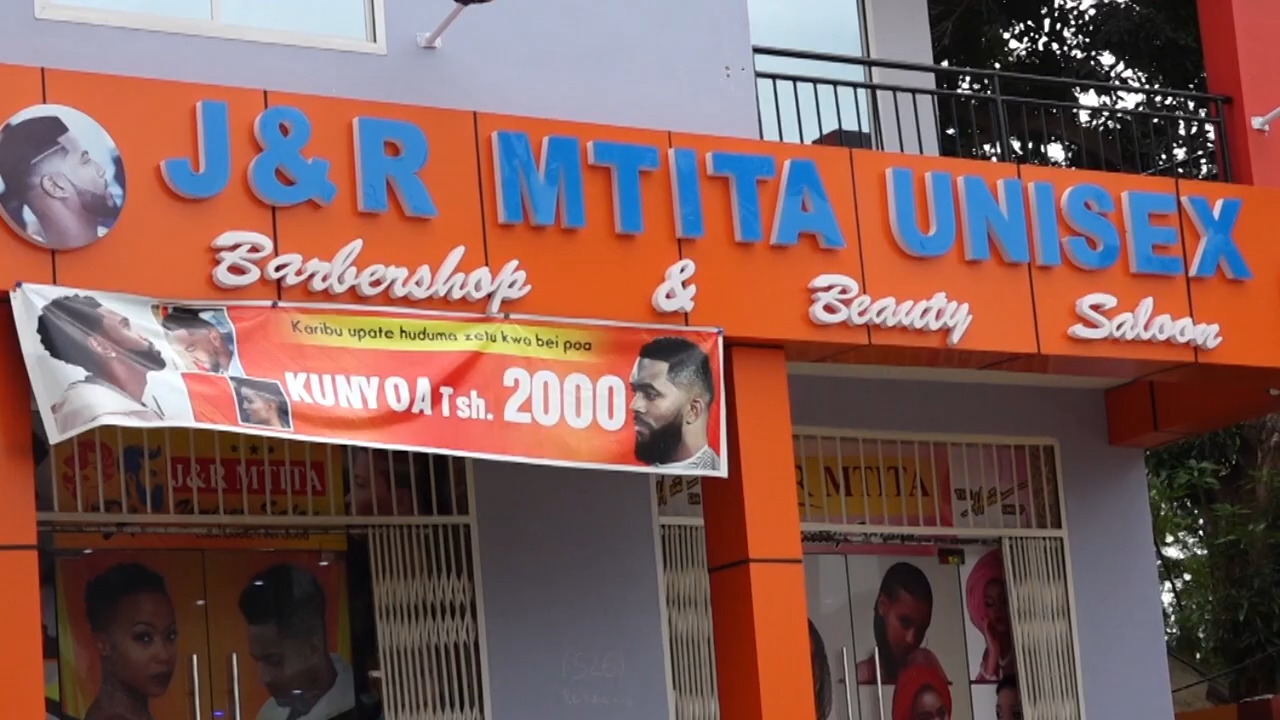 J&R MTITA UNISEX
Barbershop & Beauty Saloon
Karibu upate huduma zetu kwa bei poa
KUNYOA Tsh. 2000
J&R MTITA
&R MTITA